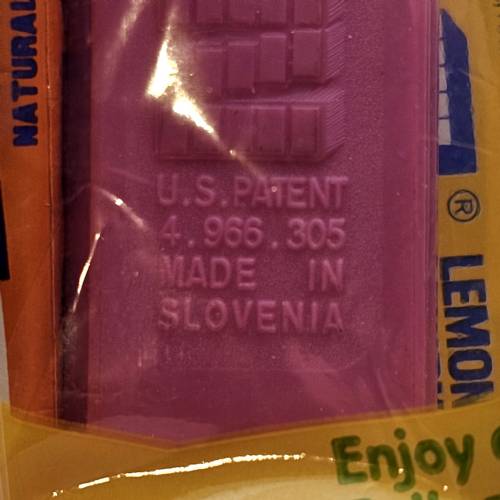 NATURAL
U.S.PATENT
4.966.305
MADE IN
SLOVENIA
®
LEMON
Enjoy